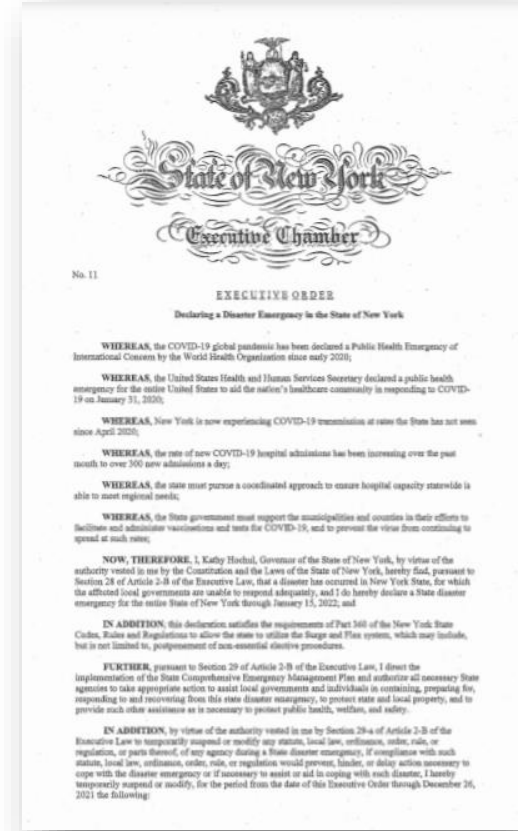 State of New York
Executive Chamber
No. 11
EXECUTIVE ORDER
Declaring a Disaster Emergency in the State of New York
WHEREAS, the COVID-19 global pandemic has been declared a Public Health Emergency of
International Concern by the World Health Organization since early 2020;
WHEREAS, the United States Health and Human Services Secretary declared a public health
emergency for the entire United States to aid the nation's healthcare community in responding to COVID-
19 on January 31, 2020;
WHEREAS, New York is now experiencing COVID-19 transmission at rates the State has not seen
since April 2020;
WHEREAS, the rate of new COVID-19 hospital admissions has been increasing over the past
month to over 300 new admissions a day;
WHEREAS, the state must pursue a coordinated approach to ensure hospital capacity statewide is
able to meet regional needs;
WHEREAS, the State government must support the municipalities and counties in their efforts to
facilitate and administer vaccinations and tests for COVID-19, and to prevent the virus from continuing to
spread at such rates;
NOW, THEREFORE, I, Kathy Hochul, Governor of the State of New York, by virtue of the
authority vested in me by the Constitution and the Laws of the State of New York, hereby find, pursuant to
Section 28 of Article 2-B of the Executive Law, that a disaster has occurred in New York State, for which
the affected local governments are unable to respond adequately, and I do hereby declare a State disaster
emergency for the entire State of New York through January 15, 2022; and
IN ADDITION, this declaration satisfies the requirements of Part 360 of the New York State
Codes, Rules and Regulations to allow the state to utilize the Surge and Flex system, which may include,
but is not limited to, postponement of non-essential elective procedures.
FURTHER, pursuant to Section 29 of Article 2-B of the Executive Law, I direct the
implementation of the State Comprehensive Emergency Management Plan and authorize all necessary State
agencies to take appropriate action to assist local governments and individuals in containing, preparing for,
responding to and recovering from this state disaster emergency, to protect state and local property, and to
provide such other assistance as is necessary to protect public health, welfare, and safety.
IN ADDITION, by virtue of the authority vested in me by Section 29-a of Article 2-B of the
Executive Law to temporarily suspend or modify any statute, local law, ordinance, order, rule, or
regulation, or parts thereof, of any agency during a State disaster emergency, if compliance with such
statute, local law, ordinance, order, rule, or regulation would prevent, hinder, or delay action necessary to
cope with the disaster emergency or if necessary to assist or aid in coping with such disaster, I hereby
temporarily suspend or modify, for the period from the date of this Executive Order through December 26,
2021 the following: